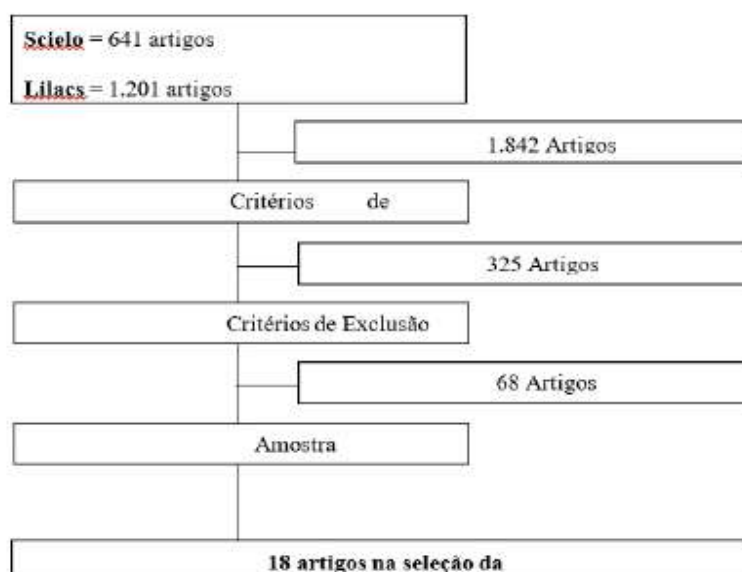 Scielo = 641 artigos
Lilacs = 1.201 artigos
1.842 Artigos
Critérios de
325 Artigos
Critérios de Exclusão
68 Artigos
Amostra
18 artigos na seleção da